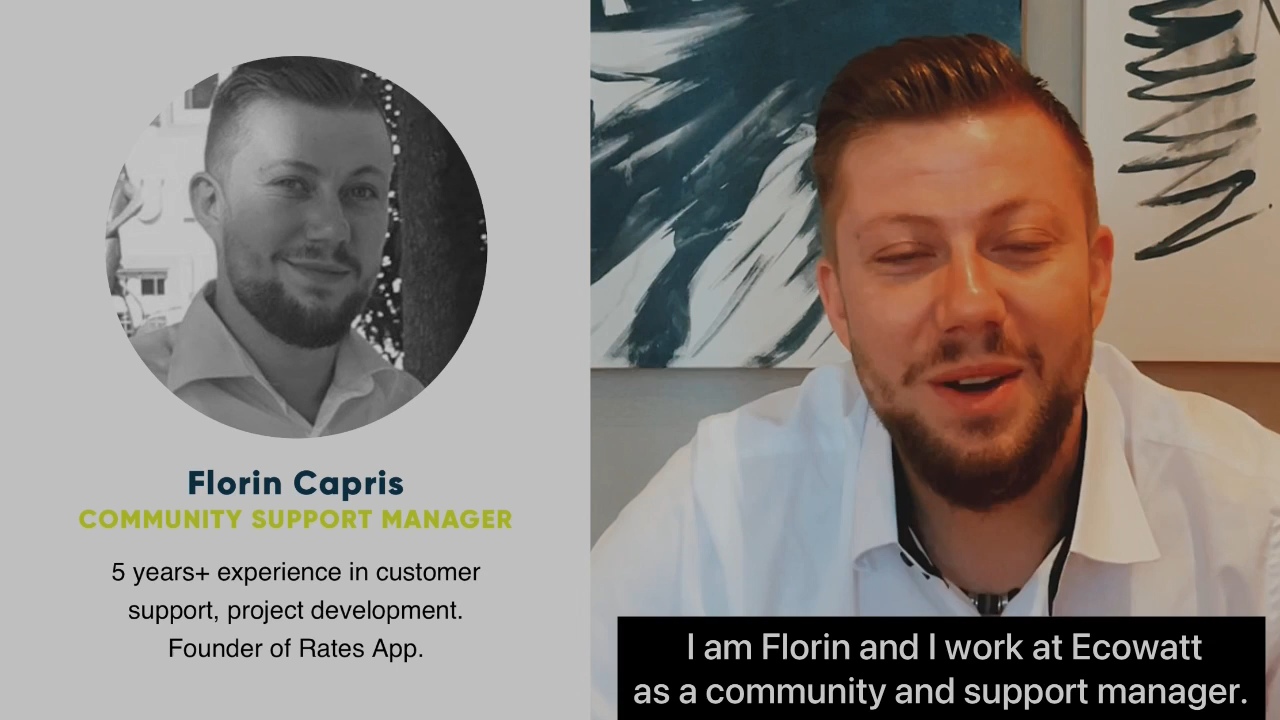 Florin Capris
COMMUNITY SUPPORT MANAGER
5 years+ experience in customer
support, project development.
Founder of Rates App.
I am Florin and I work at Ecowatt
as a community and support manager.